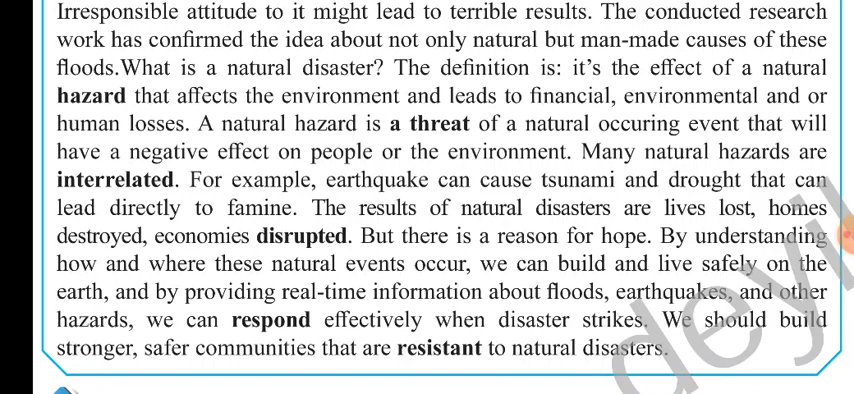 Irresponsible attitude to it might lead to terrible results. The conducted research
work has confirmed the idea about not only natural but man-made causes of these
floods.What is a natural disaster? The definition is: it's the effect of a natural
hazard that affects the environment and leads to financial, environmental and or
human losses. A natural hazard is a threat of a natural occuring event that will
have a negative effect on people or the environment. Many natural hazards are
interrelated. For example, earthquake can cause tsunami and drought that can
lead directly to famine. The results of natural disasters are lives lost, homes
destroyed, economies disrupted. But there is a reason for hope. By understanding
how and where these natural events occur, we can build and live safely on the
earth, and by providing real-time information about floods, earthquakes, and other
hazards, we can respond effectively when disaster strikes. We should build
stronger, safer communities that are resistant to natural disasters.
deyil